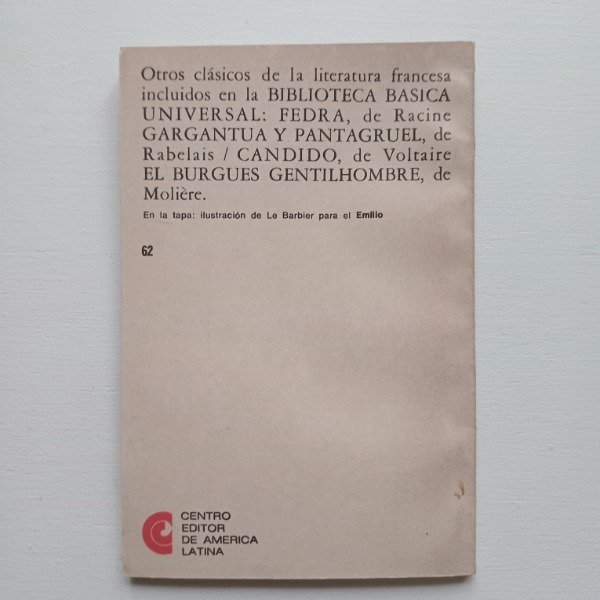 Otros clásicos de la literatura francesa
incluidos en la BIBLIOTECA BASICA
UNIVERSAL: FEDRA, de Racine
GARGANTUA Y PANTAGRUEL, de
Rabelais / CANDIDO, de Voltaire
EL BURGUES GENTILHOMBRE, de
Molière.
En la tapa: ilustración de Le Barbier para el Emilio
62
CENTRO
EDITOR
DE AMERICA
LATINA